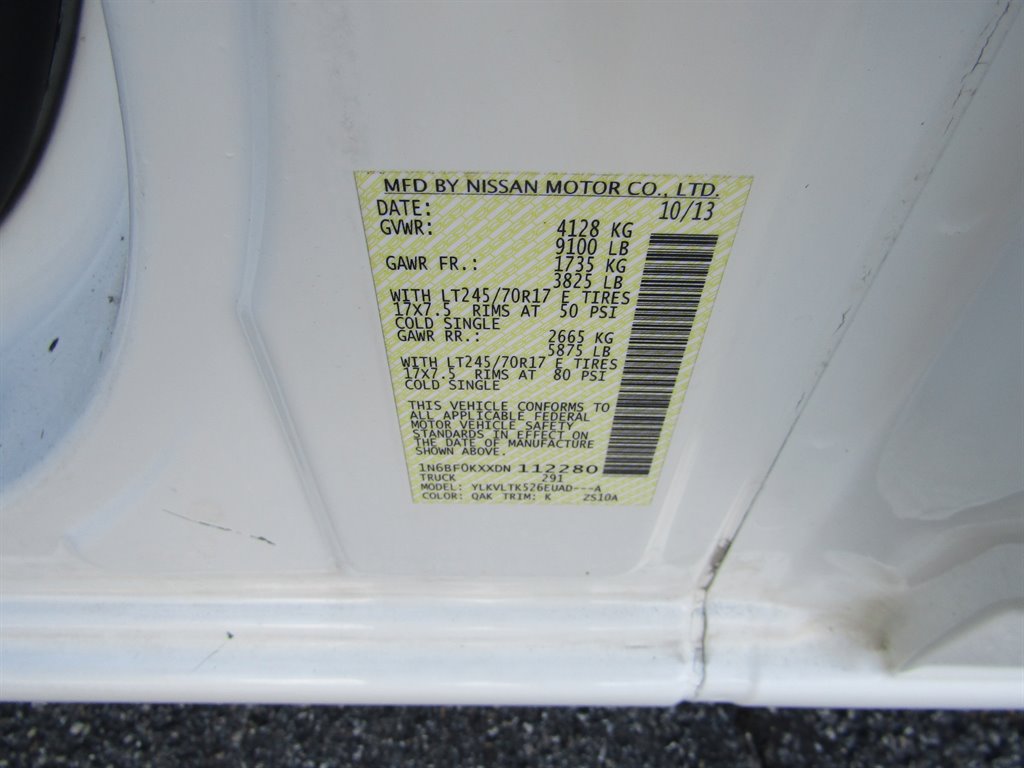 MFD BY NISSAN MOTOR CO., LTD.
DATE: 10/13
GVWR: 4128 KG
9100 LB
GAWR FR.: 1735 KG
3825 LB
WITH LT245/70R17 E TIRES
17X7.5 RIMS AT 50 PSI
COLD SINGLE
GAWR RR.: 2665 KG
5875 LB
WITH LT245/70R17 E TIRES
17X7.5 RIMS AT 80 PSI
COLD SINGLE
THIS VEHICLE CONFORMS TO
ALL APPLICABLE FEDERAL
MOTOR VEHICLE SAFETY
STANDARDS IN EFFECT ON
THE DATE OF MANUFACTURE
SHOWN ABOVE.
1N6BF0KXXDN 112280
TRUCK 291
MODEL: YLKVLTK526EUAD---A
COLOR: QAK TRIM: K ZS10A